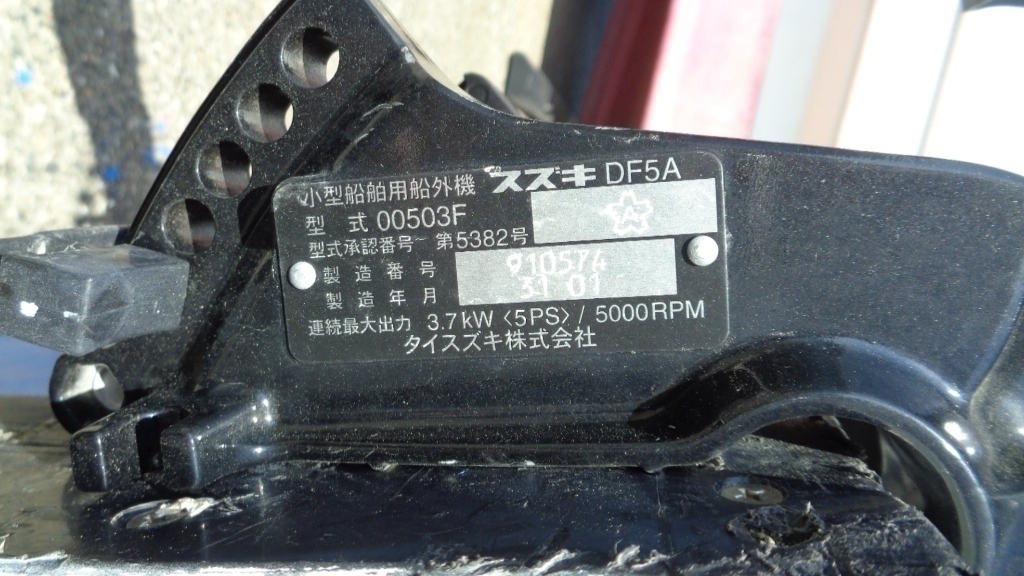 小型船舶用船外機 スズキ DF5A
型式 00503F
A
型式承認番号 第5382号
製造番号 910574
製造年月 31 01
連続最大出力 3.7kW〈5PS〉/ 5000RPM
タイスズキ株式会社